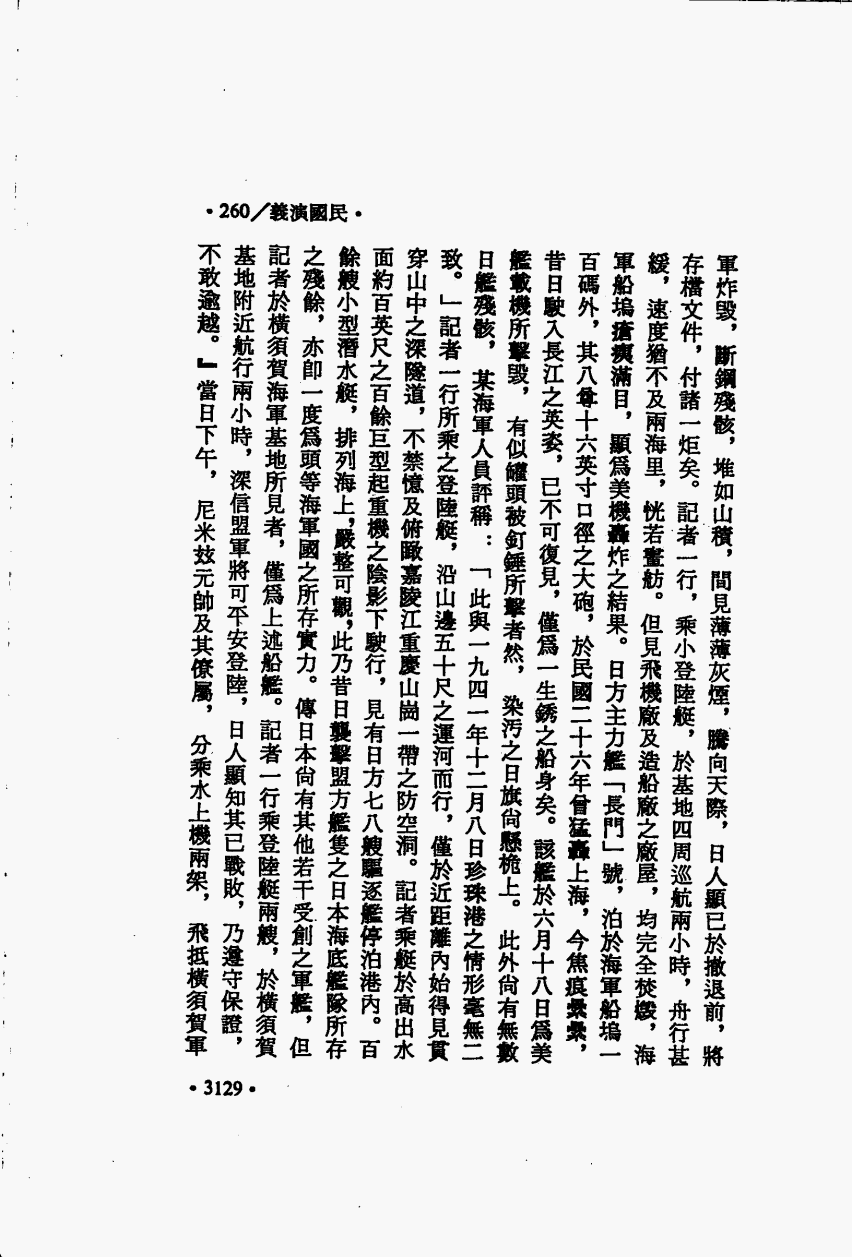 •260／義演國民•
軍炸毀，斷鋼殘骸，堆如山積，間見薄薄灰煙，騰向天際，日人顯已於撤退前，將
存檔文件，付諸一炬矣。記者一行，乘小登陸艇，於基地四周巡航兩小時，舟行甚
緩，速度猶不及兩海里，恍若畫舫。但見飛機廠及造船廠之廠屋，均完全焚燬，海
軍船塢瘡痍滿目，顯爲美機轟炸之結果。日方主力艦「長門」號，泊於海軍船塢一
百碼外，其八尊十六英寸口徑之大砲，於民國二十六年曾猛轟上海，今焦痕纍纍，
昔日駛入長江之英姿，已不可復見，僅爲一生銹之船身矣。該艦於六月十八日爲美
艦載機所擊毀，有似罐頭被釘錘所擊者然，染污之日旗尙懸桅上。此外尙有無數
日艦殘骸，某海軍人員評稱：「此與一九四一年十二月八日珍珠港之情形毫無二
致。」記者一行所乘之登陸艇，沿山邊五十尺之運河而行，僅於近距離內始得見貫
穿山中之深隧道，不禁憶及俯瞰嘉陵江重慶山崗一帶之防空洞。記者乘艇於高出水
面約百英尺之百餘巨型起重機之陰影下駛行，見有日方七八艘驅逐艦停泊港內。百
餘艘小型潛水艇，排列海上，嚴整可觀，此乃昔日襲擊盟方艦隻之日本海底艦隊所存
之殘餘，亦卽一度爲頭等海軍國之所存實力。傳日本尙有其他若干受創之軍艦，但
記者於橫須賀海軍基地所見者，僅爲上述船艦。記者一行乘登陸艇兩艘，於橫須賀
基地附近航行兩小時，深信盟軍將可平安登陸，日人顯知其已戰敗，乃遵守保證，
不敢逾越。』當日下午，尼米玆元帥及其僚屬，分乘水上機兩架，飛抵橫須賀軍
•3129•